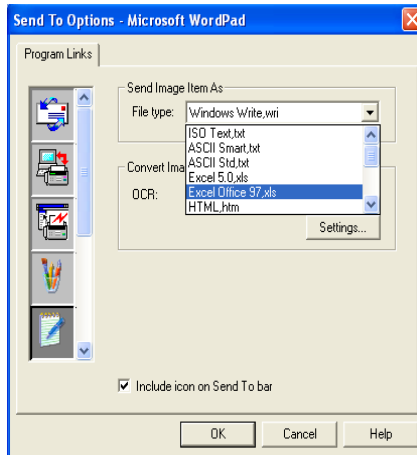 Send To Options - Microsoft WordPad
Program Links
Send Image Item As
File type: Windows Write,wri
ISO Text,txt
ASCII Smart,txt
ASCII Std,txt
Excel 5.0,xls
Excel Office 97,xls
HTML,htm
Convert Ima
OCR:
Settings...
Include icon on Send To bar
OK Cancel Help